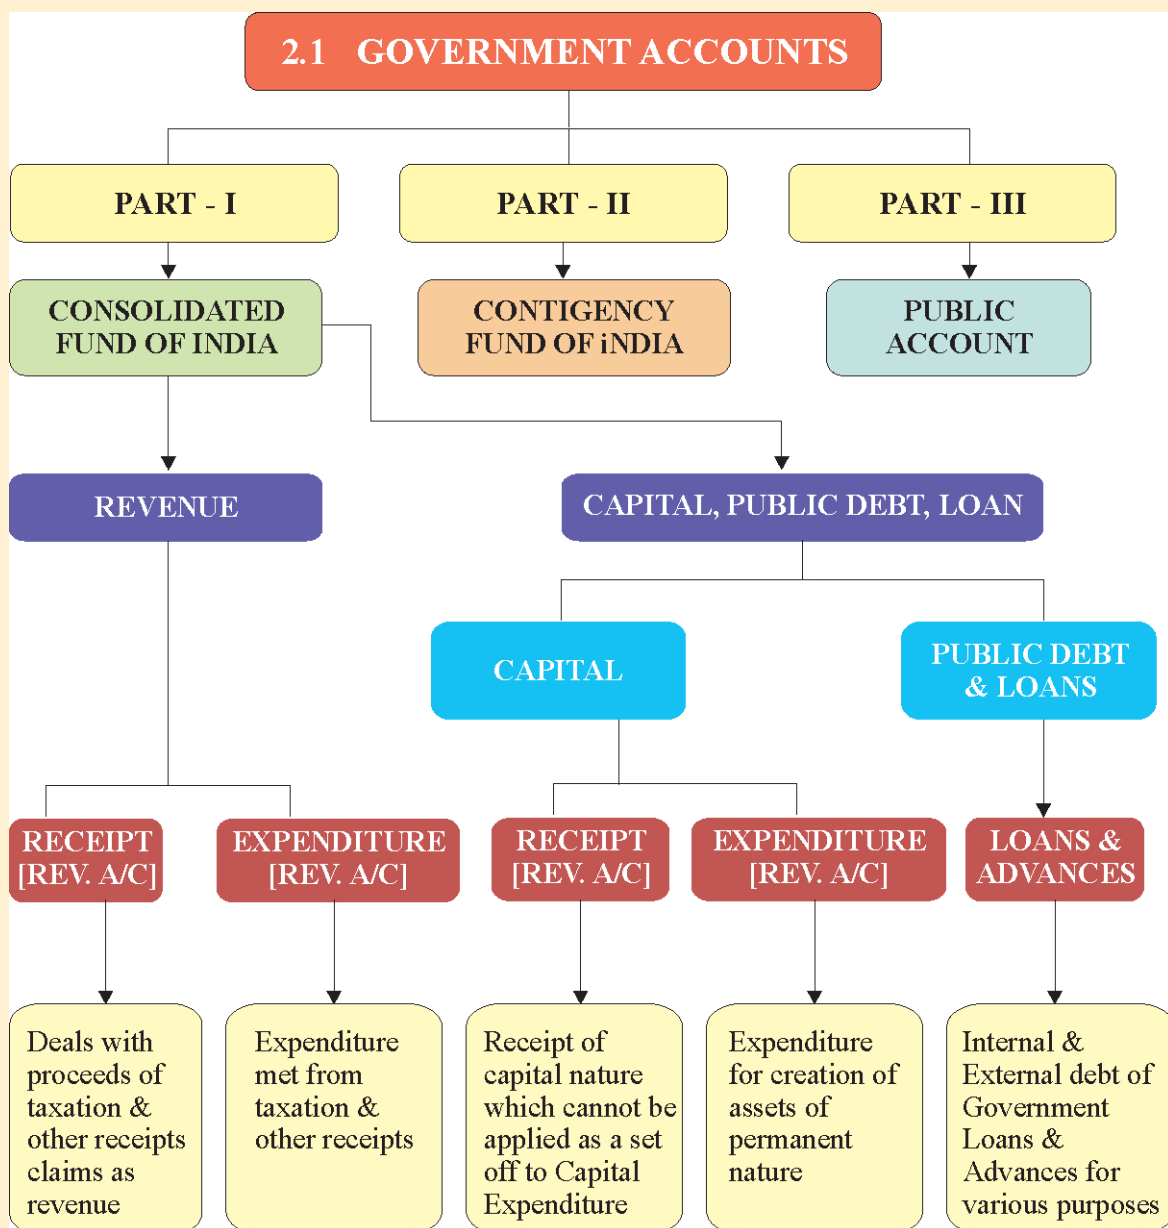 2.1 GOVERNMENT ACCOUNTS
PART - I
PART - II
PART - III
CONSOLIDATED
FUND OF INDIA
CONTIGENCY
FUND OF iNDIA
PUBLIC
ACCOUNT
REVENUE
CAPITAL, PUBLIC DEBT, LOAN
CAPITAL
PUBLIC DEBT
& LOANS
RECEIPT
[REV. A/C]
EXPENDITURE
[REV. A/C]
RECEIPT
[REV. A/C]
EXPENDITURE
[REV. A/C]
LOANS &
ADVANCES
Deals with
proceeds of
taxation &
other receipts
claims as
revenue
Expenditure
met from
taxation &
other receipts
Receipt of
capital nature
which cannot be
applied as a set
off to Capital
Expenditure
Expenditure
for creation of
assets of
permanent
nature
Internal &
External debt of
Government
Loans &
Advances for
various purposes